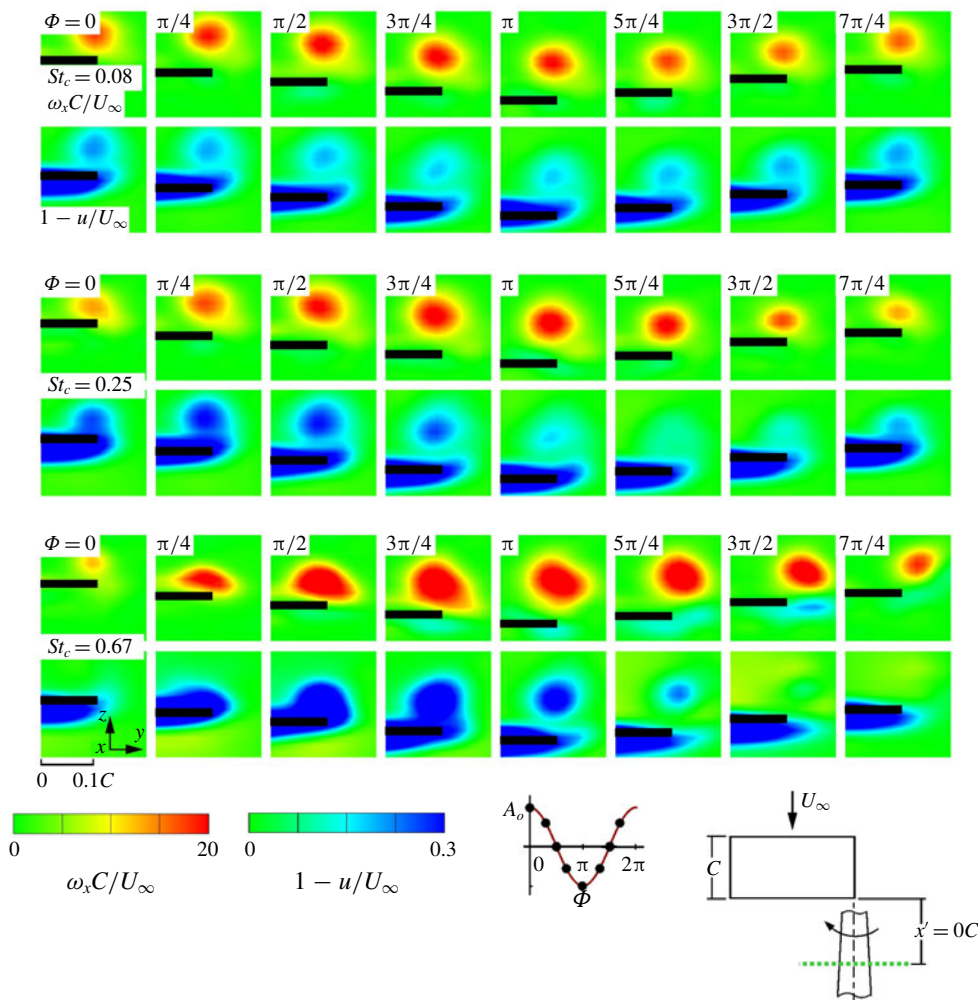 Φ = 0 π/4 π/2 3π/4 π 5π/4 3π/2 7π/4
St_c = 0.08
ω_xC/U_∞
1 − u/U_∞
Φ = 0 π/4 π/2 3π/4 π 5π/4 3π/2 7π/4
St_c = 0.25
Φ = 0 π/4 π/2 3π/4 π 5π/4 3π/2 7π/4
St_c = 0.67
z
x y
0 0.1C
A_o
0 π 2π
Φ
U_∞
C
x′ = 0C
0 20
ω_xC/U_∞
0 0.3
1 − u/U_∞